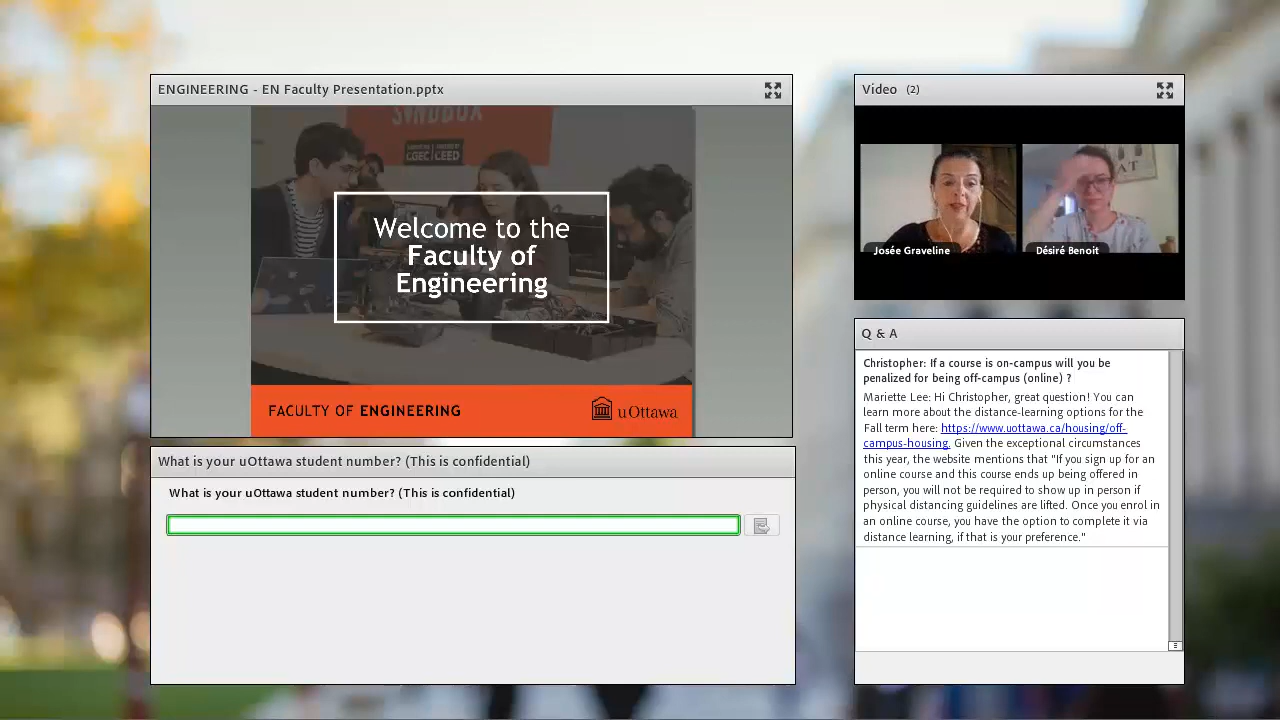 ENGINEERING - EN Faculty Presentation.pptx
SANDBOX
CGEC CEED
Welcome to the
Faculty of
Engineering
FACULTY OF ENGINEERING
uOttawa
What is your uOttawa student number? (This is confidential)
What is your uOttawa student number? (This is confidential)
Video (2)
AT
Josée Graveline
Désiré Benoit
Q & A
Christopher: If a course is on-campus will you be
penalized for being off-campus (online) ?
Mariette Lee: Hi Christopher, great question! You can
learn more about the distance-learning options for the
Fall term here: https://www.uottawa.ca/housing/off-
campus-housing. Given the exceptional circumstances
this year, the website mentions that "If you sign up for an
online course and this course ends up being offered in
person, you will not be required to show up in person if
physical distancing guidelines are lifted. Once you enrol in
an online course, you have the option to complete it via
distance learning, if that is your preference."